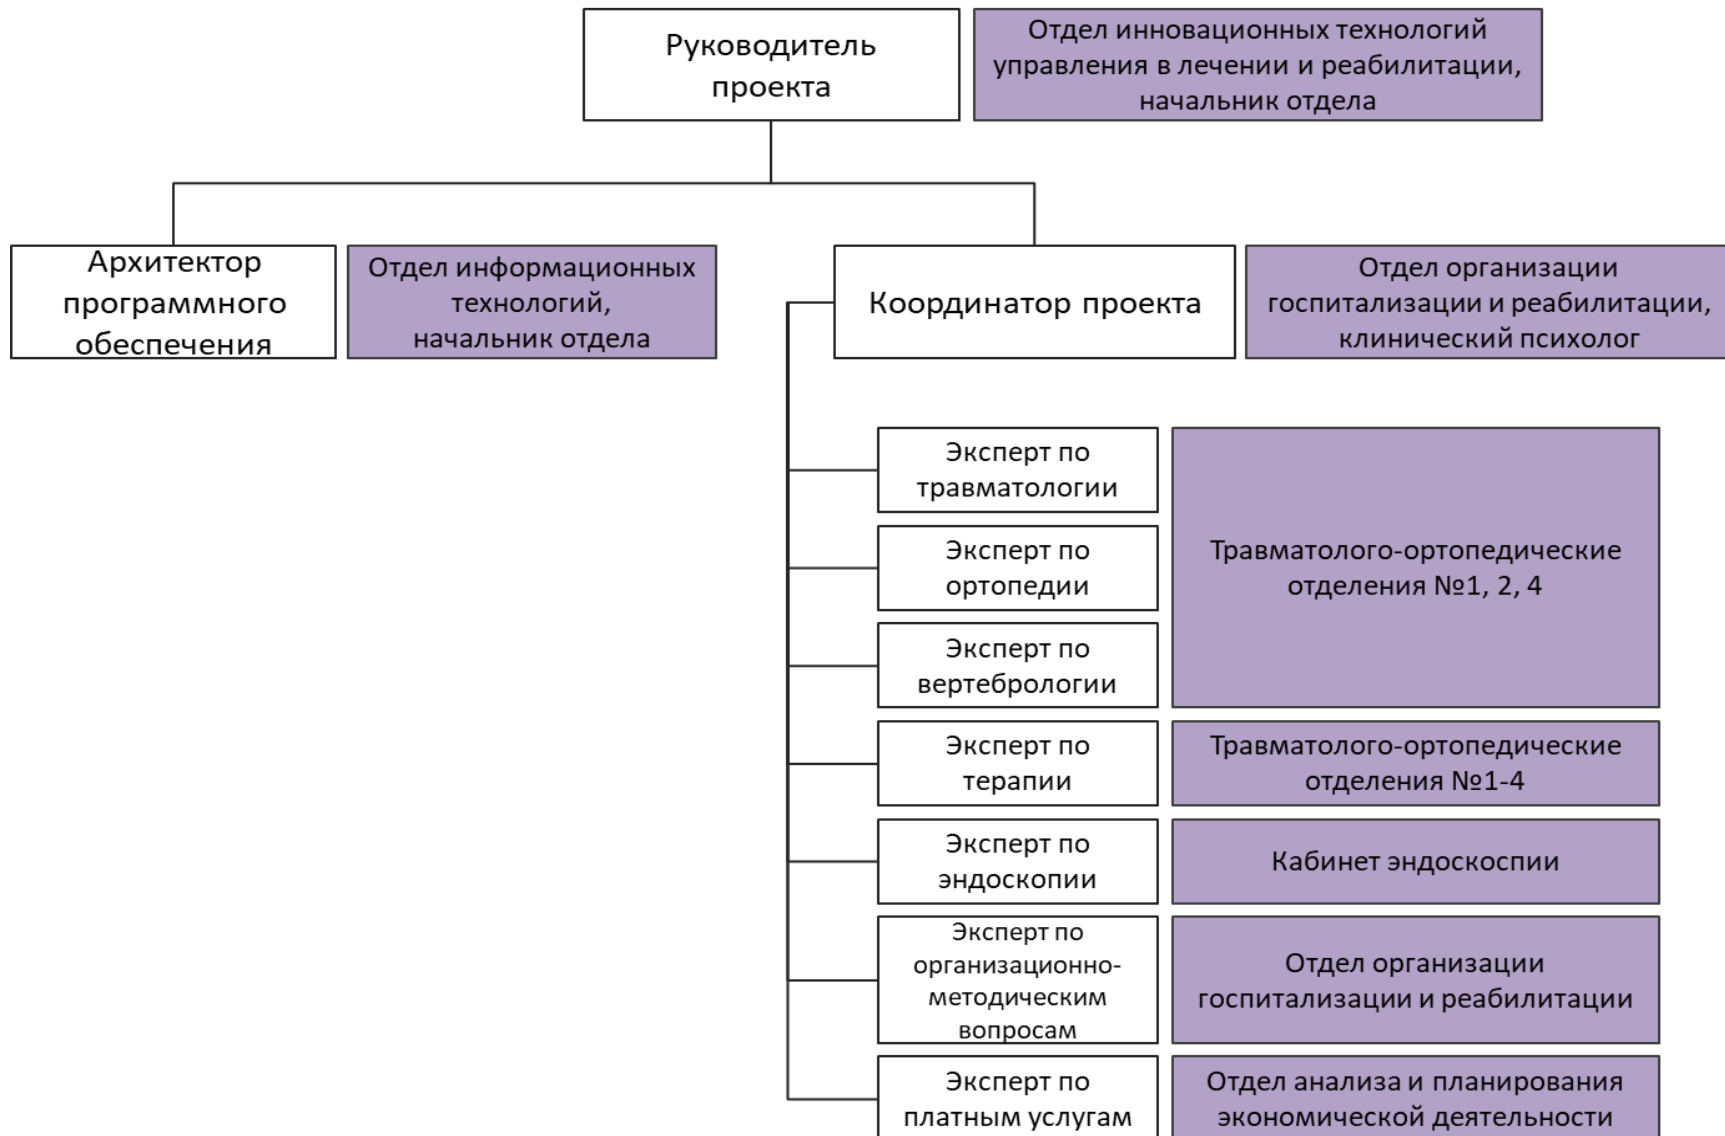 Руководитель
проекта
Отдел инновационных технологий
управления в лечении и реабилитации,
начальник отдела
Архитектор
программного
обеспечения
Отдел информационных
технологий,
начальник отдела
Координатор проекта
Отдел организации
госпитализации и реабилитации,
клинический психолог
Эксперт по
травматологии
Эксперт по
ортопедии
Эксперт по
вертебрологии
Травматолого-ортопедические
отделения №1, 2, 4
Эксперт по
терапии
Травматолого-ортопедические
отделения №1-4
Эксперт по
эндоскопии
Кабинет эндоскоспии
Эксперт по
организационно-
методическим
вопросам
Отдел организации
госпитализации и реабилитации
Эксперт по
платным услугам
Отдел анализа и планирования
экономической деятельности